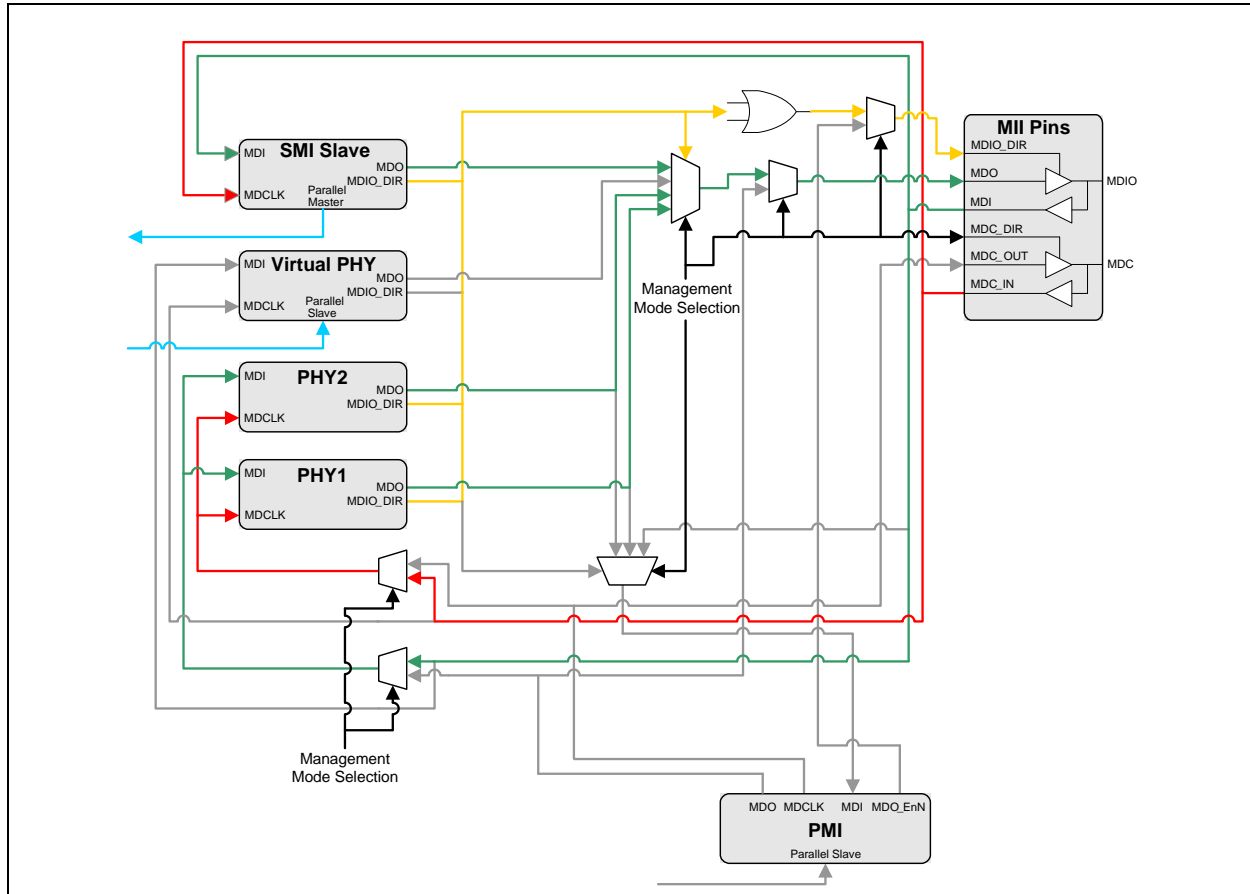 SMI Slave
MDI
MDO
MDIO_DIR
MDCLK
Parallel
Master
MII Pins
MDIO_DIR
MDO
MDIO
MDI
MDC_DIR
MDC_OUT
MDC
MDC_IN
Virtual PHY
MDI
MDO
MDIO_DIR
MDCLK
Parallel
Slave
Management
Mode Selection
PHY2
MDI
MDO
MDIO_DIR
MDCLK
PHY1
MDI
MDO
MDIO_DIR
MDCLK
Management
Mode Selection
MDO MDCLK MDI MDO_EnN
PMI
Parallel Slave